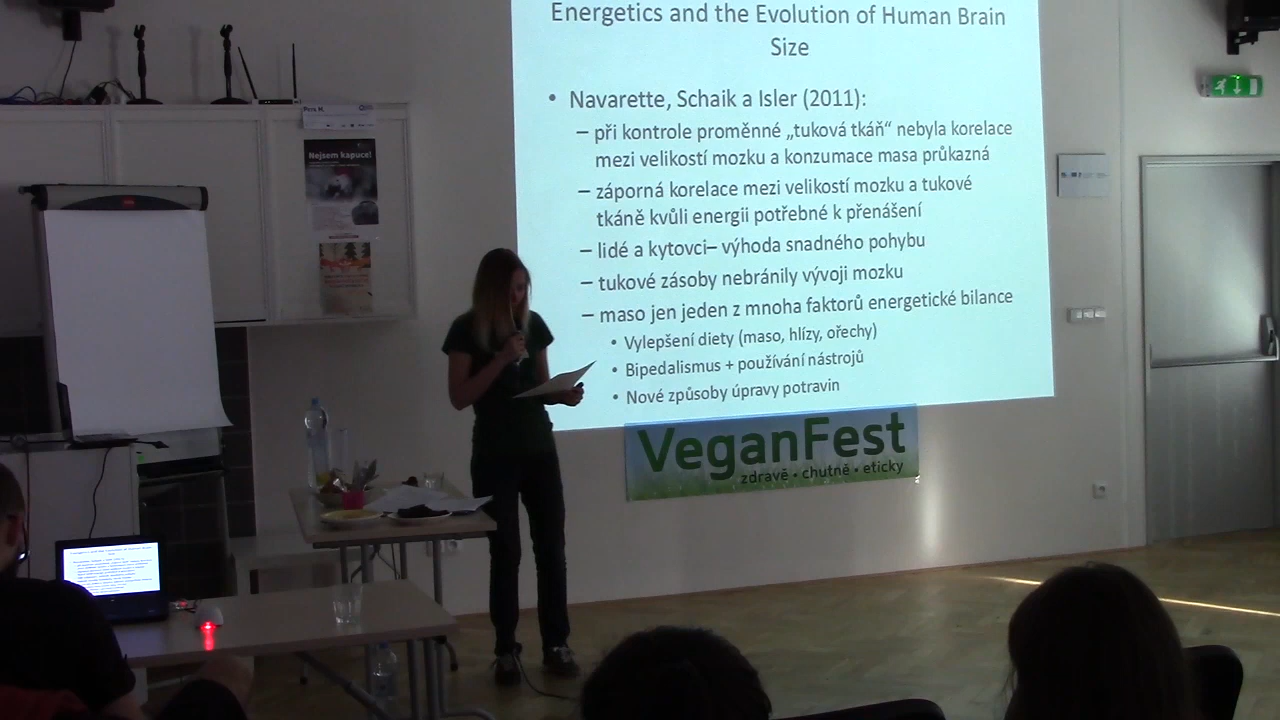 Energetics and the Evolution of Human Brain
Size
• Navarette, Schaik a Isler (2011):
– při kontrole proměnné „tuková tkáň“ nebyla korelace
mezi velikostí mozku a konzumace masa průkazná
– záporná korelace mezi velikostí mozku a tukové
tkáně kvůli energii potřebné k přenášení
– lidé a kytovci– výhoda snadného pohybu
– tukové zásoby nebránily vývoji mozku
– maso jen jeden z mnoha faktorů energetické bilance
• Vylepšení diety (maso, hlízy, ořechy)
• Bipedalismus + používání nástrojů
• Nové způsoby úpravy potravin
Nejsem kapucel
VeganFest
zdravě • chutně • eticky